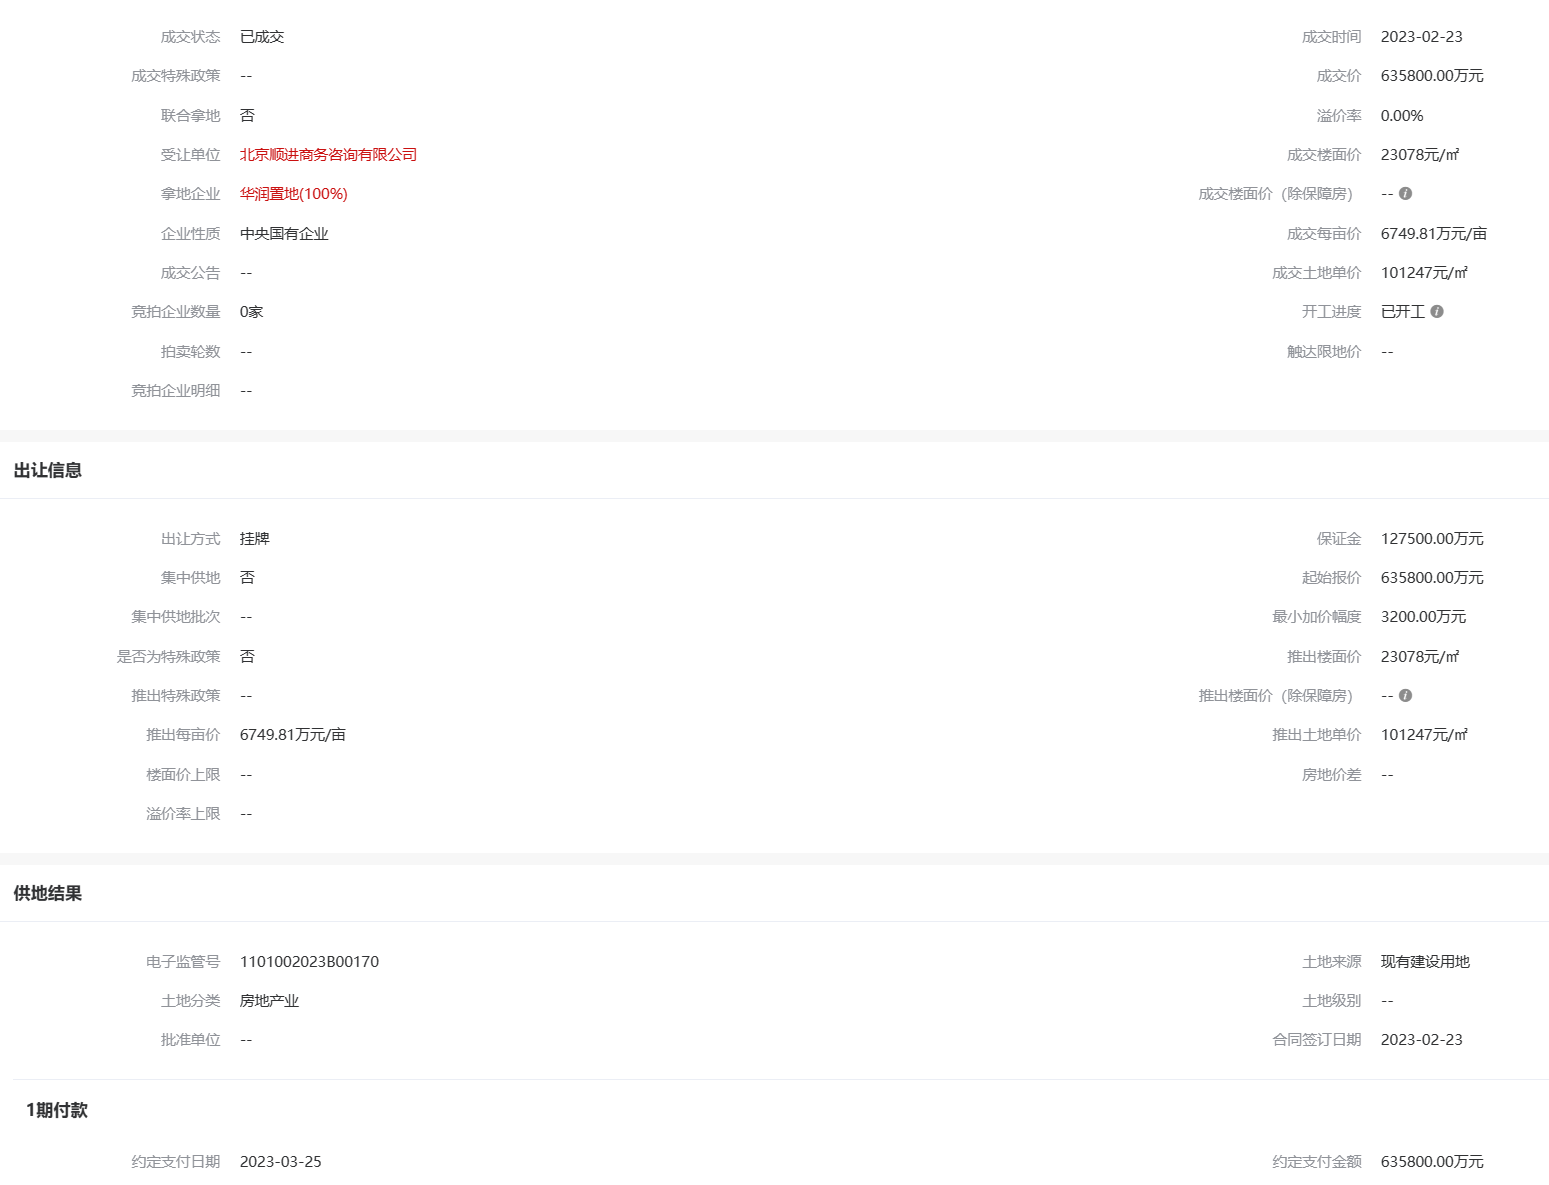 成交状态 已成交 成交时间 2023-02-23
成交特殊政策 -- 成交价 635800.00万元
联合拿地 否 溢价率 0.00%
受让单位 北京顺进商务咨询有限公司 成交楼面价 23078元/㎡
拿地企业 华润置地(100%) 成交楼面价（除保障房） --
企业性质 中央国有企业 成交每亩价 6749.81万元/亩
成交公告 -- 成交土地单价 101247元/㎡
竞拍企业数量 0家 开工进度 已开工
拍卖轮数 -- 触达限地价 --
竞拍企业明细 --
出让信息
出让方式 挂牌 保证金 127500.00万元
集中供地 否 起始报价 635800.00万元
集中供地批次 -- 最小加价幅度 3200.00万元
是否为特殊政策 否 推出楼面价 23078元/㎡
推出特殊政策 -- 推出楼面价（除保障房） --
推出每亩价 6749.81万元/亩 推出土地单价 101247元/㎡
楼面价上限 -- 房地价差 --
溢价率上限 --
供地结果
电子监管号 1101002023B00170 土地来源 现有建设用地
土地分类 房地产业 土地级别 --
批准单位 -- 合同签订日期 2023-02-23
1期付款
约定支付日期 2023-03-25 约定支付金额 635800.00万元